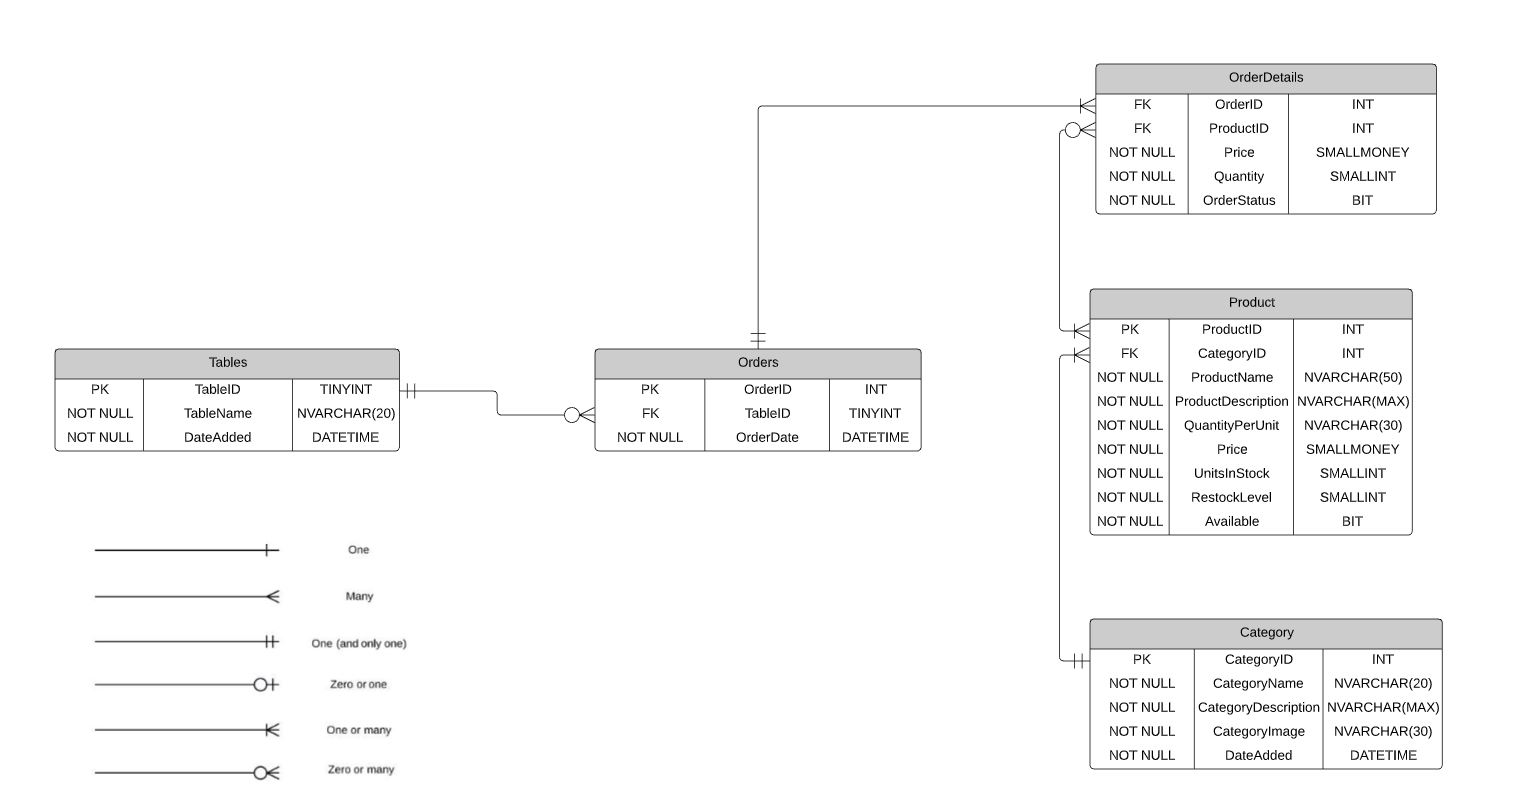 OrderDetails
FK OrderID INT
FK ProductID INT
NOT NULL Price SMALLMONEY
NOT NULL Quantity SMALLINT
NOT NULL OrderStatus BIT
Product
PK ProductID INT
FK CategoryID INT
NOT NULL ProductName NVARCHAR(50)
NOT NULL ProductDescription NVARCHAR(MAX)
NOT NULL QuantityPerUnit NVARCHAR(30)
NOT NULL Price SMALLMONEY
NOT NULL UnitsInStock SMALLINT
NOT NULL RestockLevel SMALLINT
NOT NULL Available BIT
Tables
PK TableID TINYINT
NOT NULL TableName NVARCHAR(20)
NOT NULL DateAdded DATETIME
Orders
PK OrderID INT
FK TableID TINYINT
NOT NULL OrderDate DATETIME
One
Many
One (and only one)
Zero or one
One or many
Zero or many
Category
PK CategoryID INT
NOT NULL CategoryName NVARCHAR(20)
NOT NULL CategoryDescription NVARCHAR(MAX)
NOT NULL CategoryImage NVARCHAR(30)
NOT NULL DateAdded DATETIME